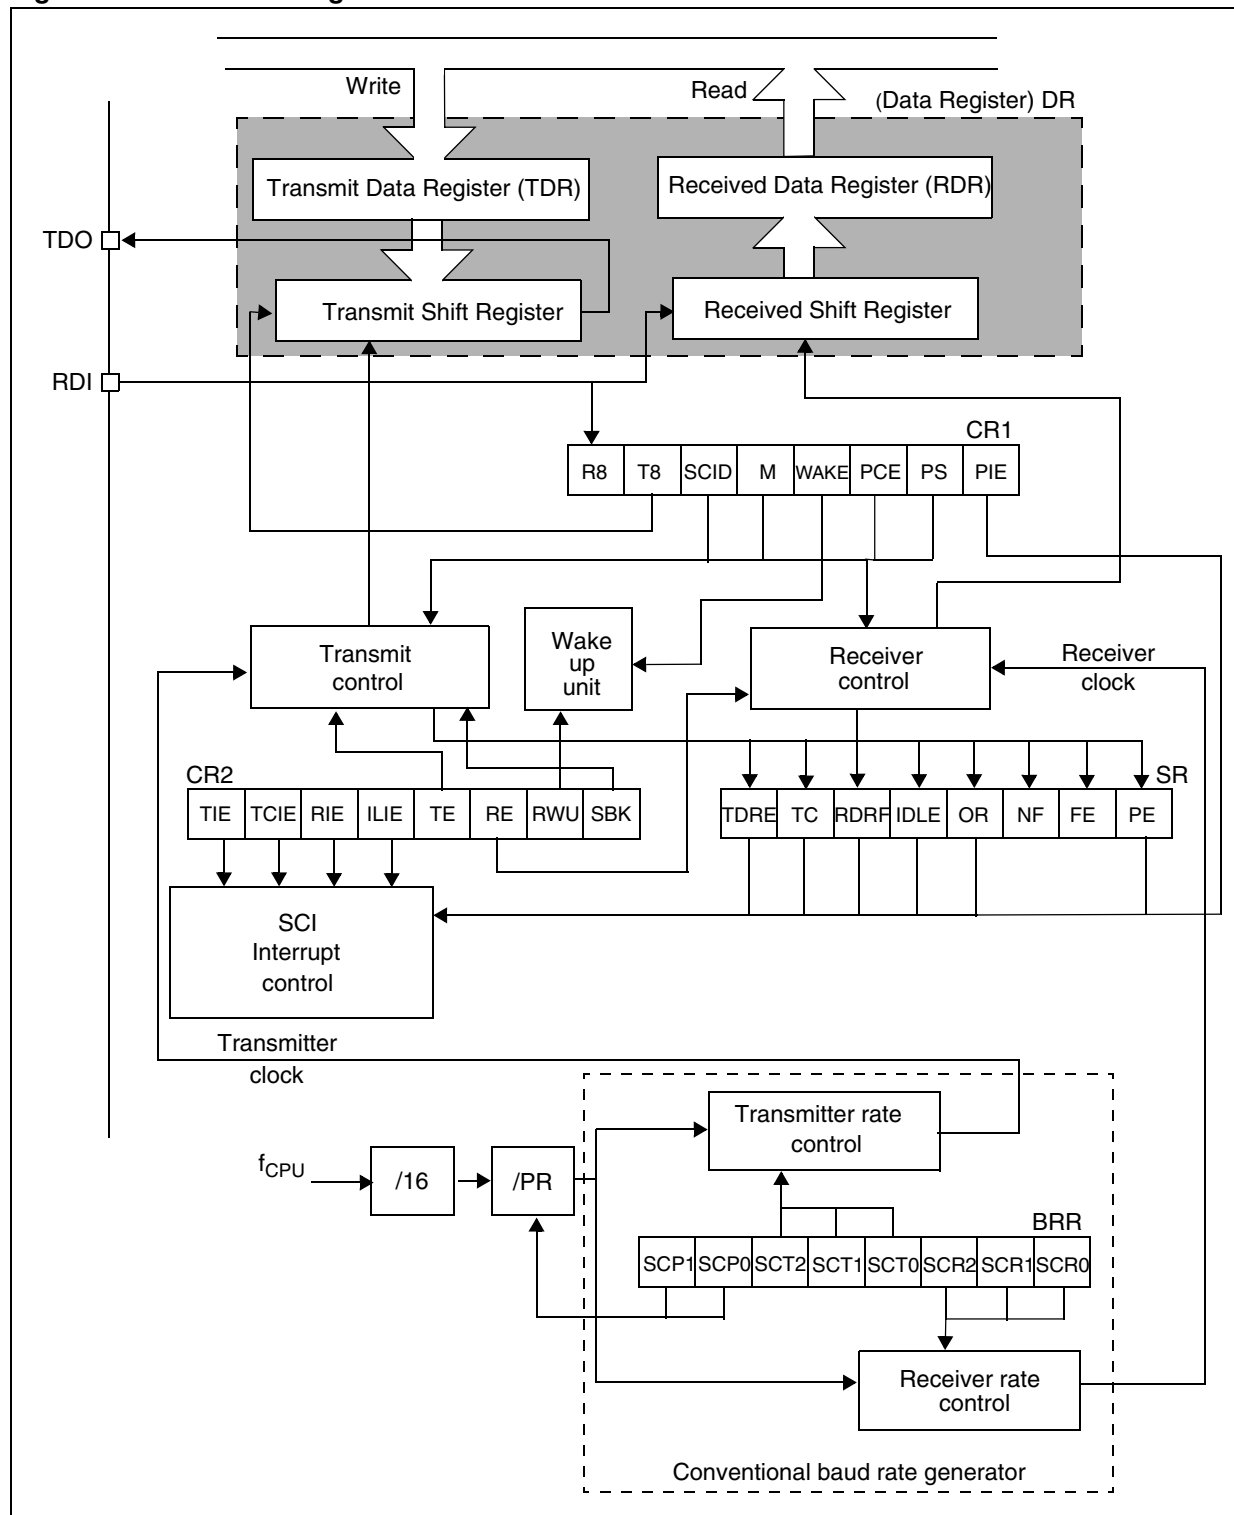 Write
Read
(Data Register) DR
Transmit Data Register (TDR)
Received Data Register (RDR)
TDO
Transmit Shift Register
Received Shift Register
RDI
CR1
R8 T8 SCID M WAKE PCE PS PIE
Transmit
control
Wake
up
unit
Receiver
control
Receiver
clock
CR2
SR
TIE TCIE RIE ILIE TE RE RWU SBK
TDRE TC RDRF IDLE OR NF FE PE
SCI
Interrupt
control
Transmitter
clock
Transmitter rate
control
fCPU
/16
/PR
BRR
SCP1 SCP0 SCT2 SCT1 SCT0 SCR2 SCR1 SCR0
Receiver rate
control
Conventional baud rate generator